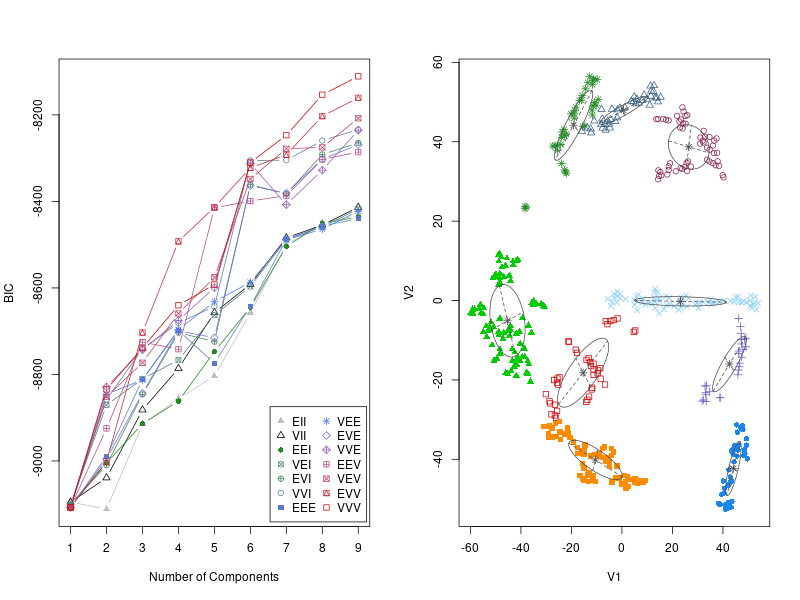 BIC
-8200
-8400
-8600
-8800
-9000
1 2 3 4 5 6 7 8 9
Number of Components
EII VEE
VII EVE
EEI VVE
VEI EEV
EVI VEV
VVI EVV
EEE VVV
V2
60
40
20
0
-20
-40
-60 -40 -20 0 20 40
V1